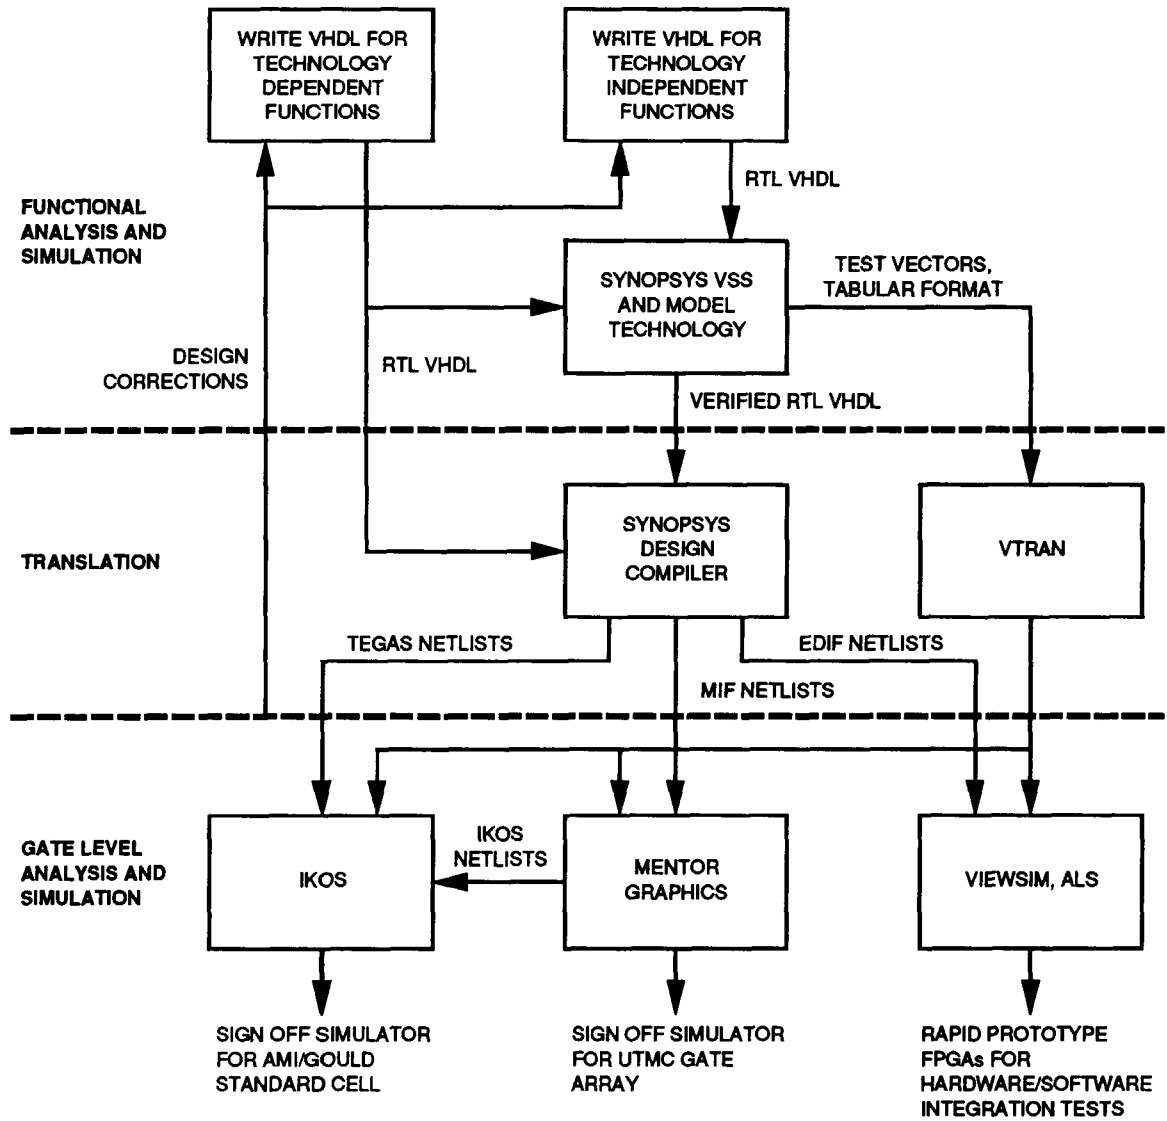 WRITE VHDL FOR
TECHNOLOGY
DEPENDENT
FUNCTIONS
WRITE VHDL FOR
TECHNOLOGY
INDEPENDENT
FUNCTIONS
RTL VHDL
FUNCTIONAL
ANALYSIS AND
SIMULATION
SYNOPSYS VSS
AND MODEL
TECHNOLOGY
TEST VECTORS,
TABULAR FORMAT
DESIGN
CORRECTIONS
RTL VHDL
VERIFIED RTL VHDL
TRANSLATION
SYNOPSYS
DESIGN
COMPILER
VTRAN
TEGAS NETLISTS
EDIF NETLISTS
MIF NETLISTS
GATE LEVEL
ANALYSIS AND
SIMULATION
IKOS
IKOS
NETLISTS
MENTOR
GRAPHICS
VIEWSIM, ALS
SIGN OFF SIMULATOR
FOR AMI/GOULD
STANDARD CELL
SIGN OFF SIMULATOR
FOR UTMC GATE
ARRAY
RAPID PROTOTYPE
FPGAs FOR
HARDWARE/SOFTWARE
INTEGRATION TESTS